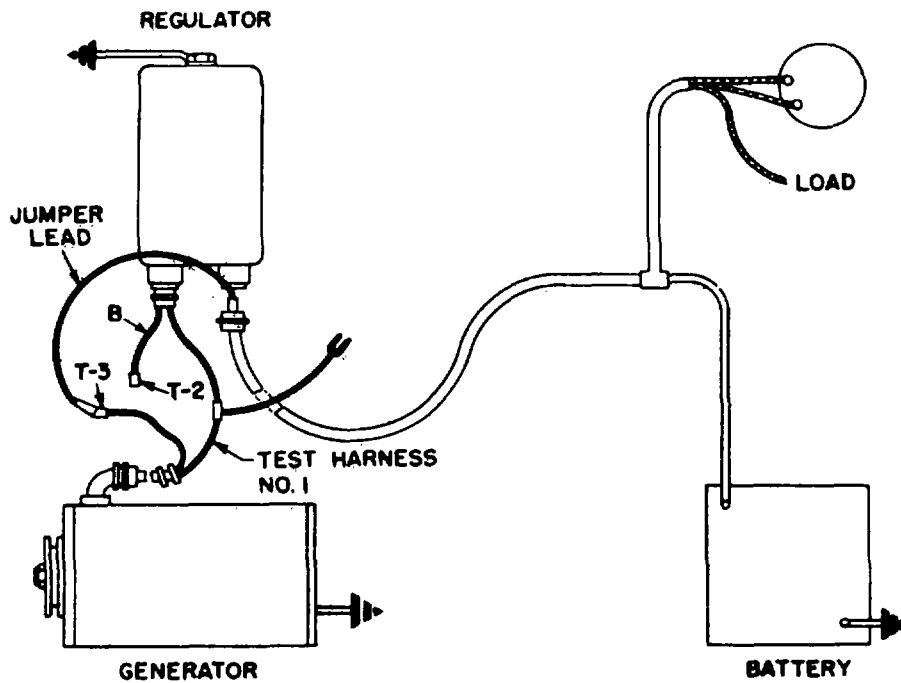 REGULATOR
LOAD
JUMPER
LEAD
B
T-3
T-2
TEST HARNESS
NO. 1
GENERATOR
BATTERY